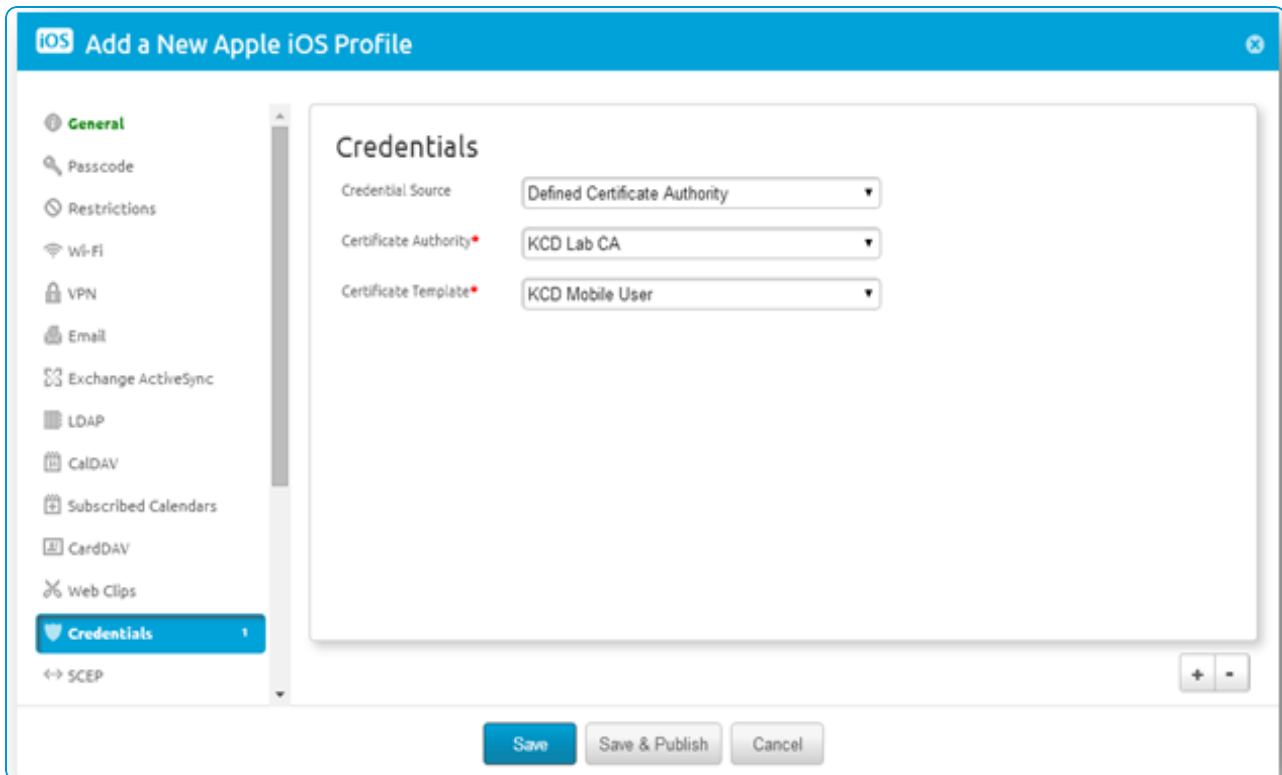 iOS Add a New Apple iOS Profile
General
Passcode
Restrictions
Wi-Fi
VPN
Email
Exchange ActiveSync
LDAP
CalDAV
Subscribed Calendars
CardDAV
Web Clips
Credentials 1
SCEP
Credentials
Credential Source Defined Certificate Authority
Certificate Authority* KCD Lab CA
Certificate Template* KCD Mobile User
+ -
Save Save & Publish Cancel